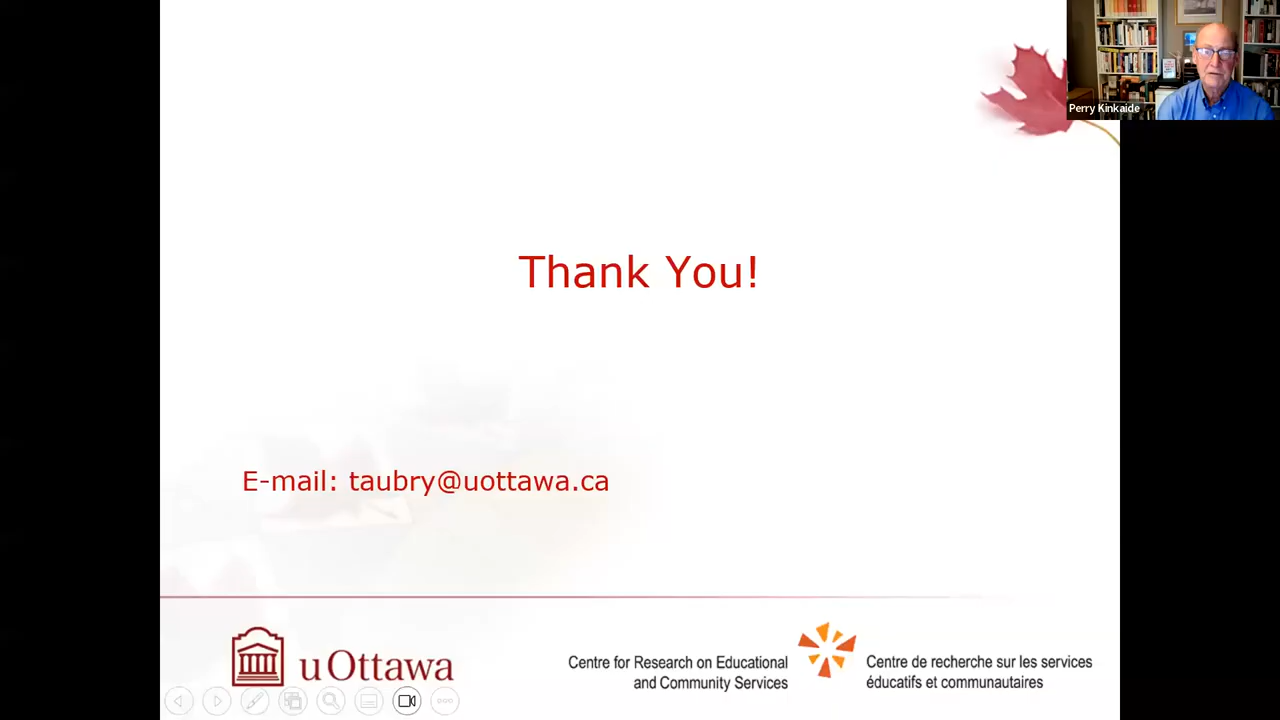 Perry Kinkaide
Thank You!
E-mail: taubry@uottawa.ca
uOttawa
Centre for Research on Educational
and Community Services
Centre de recherche sur les services
éducatifs et communautaires